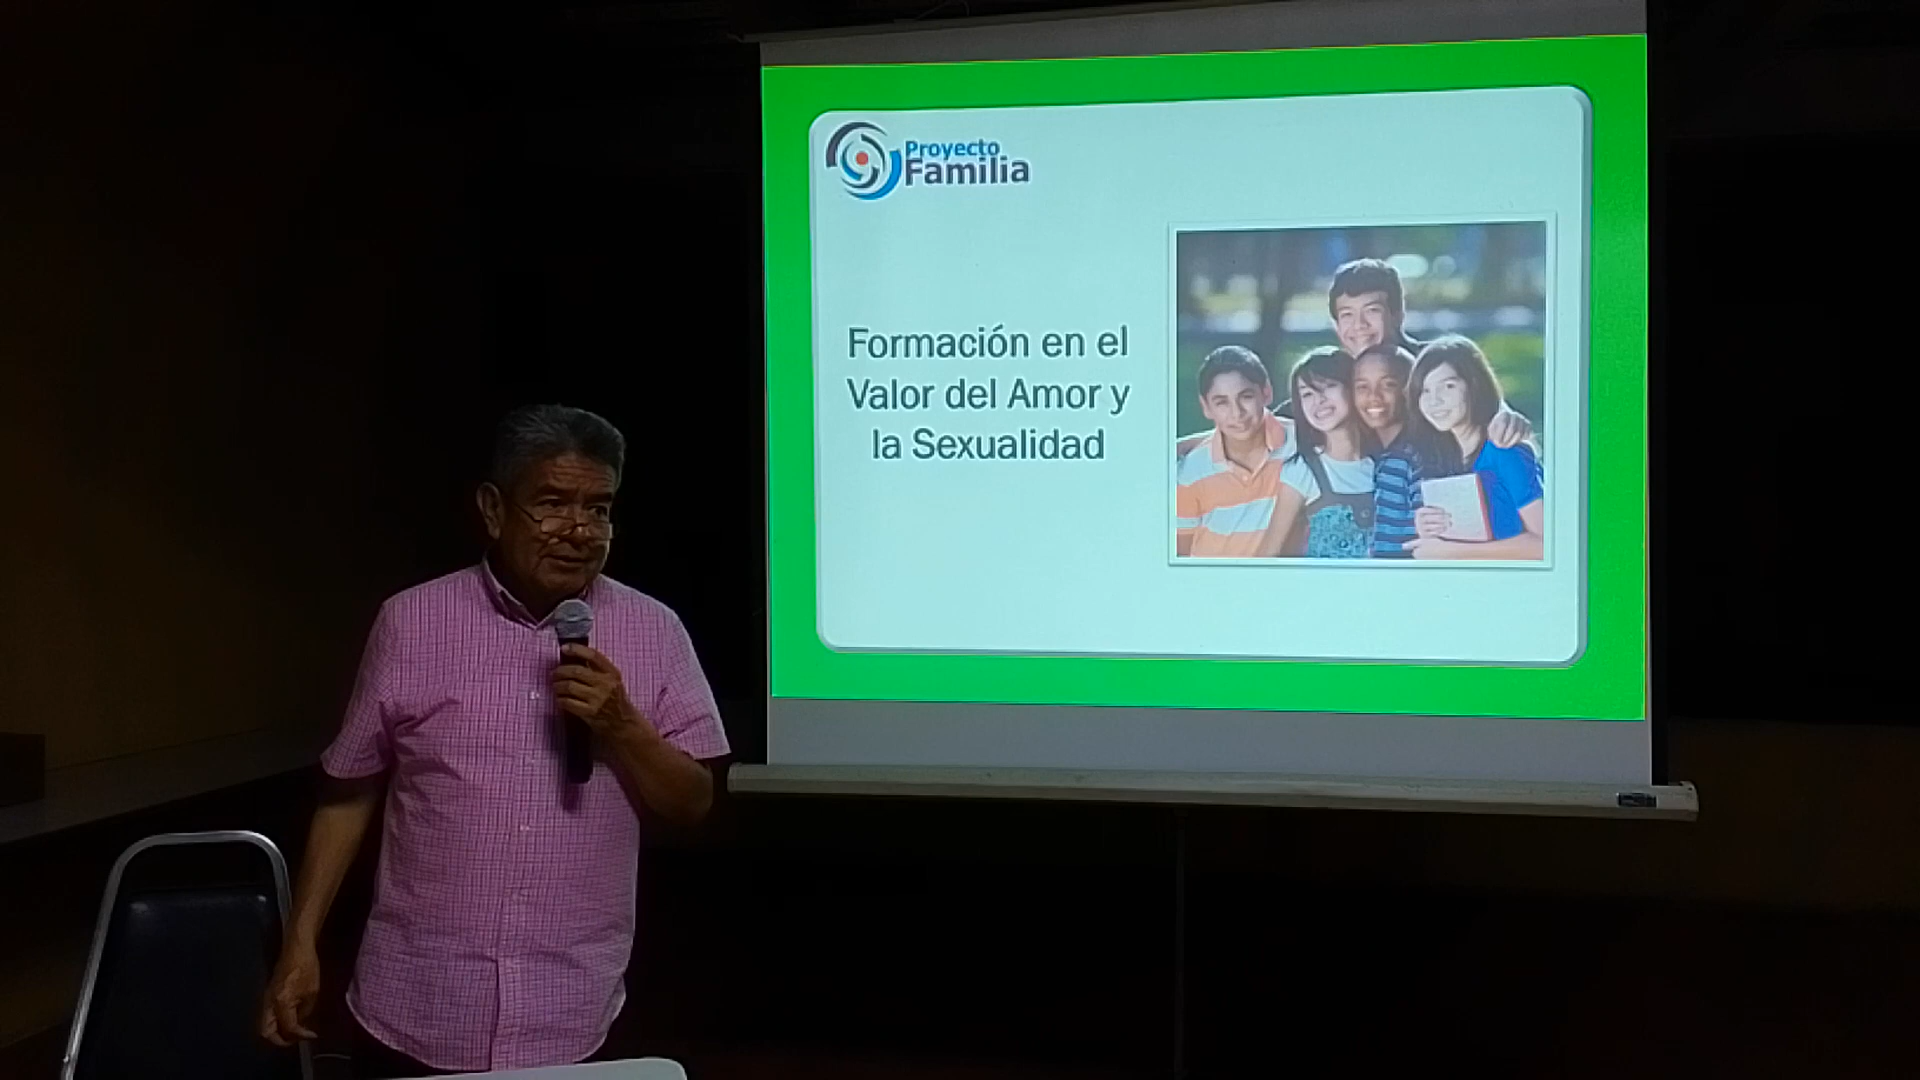 Proyecto
Familia
Formación en el
Valor del Amor y
la Sexualidad